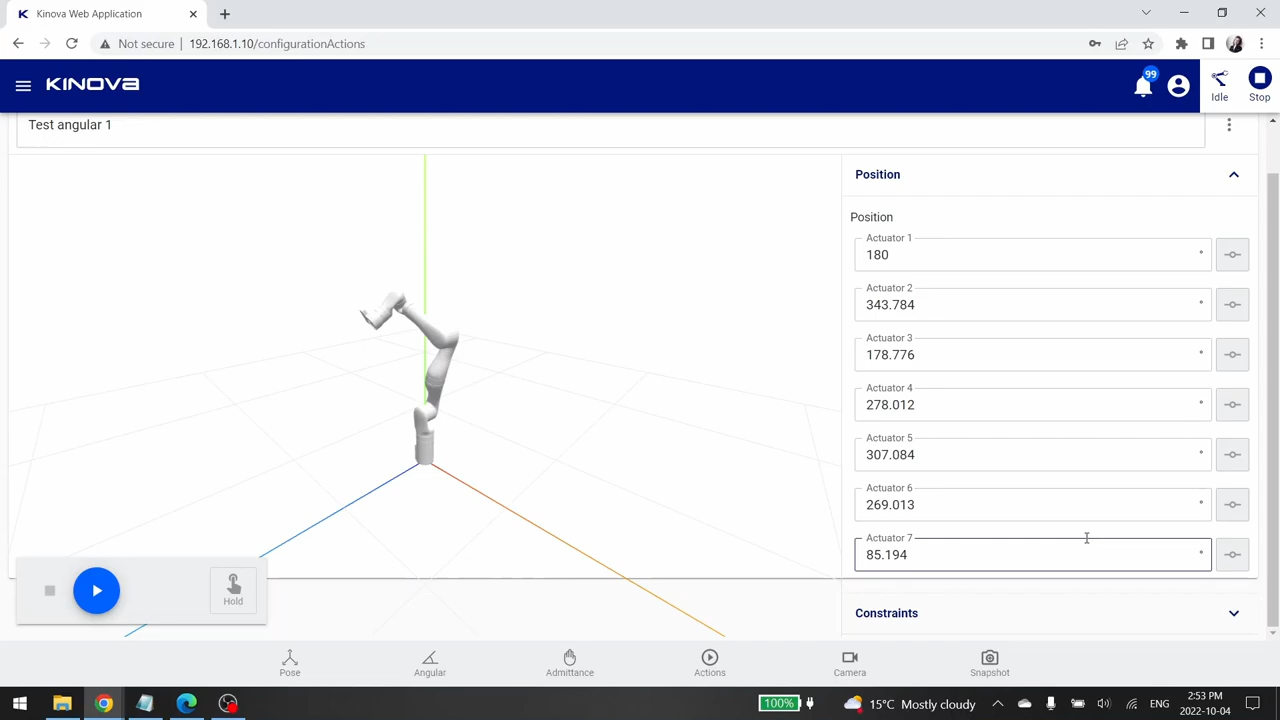 Kinova Web Application
Not secure
192.168.1.10/configurationActions
KINOVA
99
Idle
Stop
Test angular 1
Position
Position
Actuator 1
180 °
Actuator 2
343.784 °
Actuator 3
178.776 °
Actuator 4
278.012 °
Actuator 5
307.084 °
Actuator 6
269.013 °
Actuator 7
85.194 °
Hold
Constraints
Pose
Angular
Admittance
Actions
Camera
Snapshot
100%
15°C Mostly cloudy
ENG
2:53 PM
2022-10-04